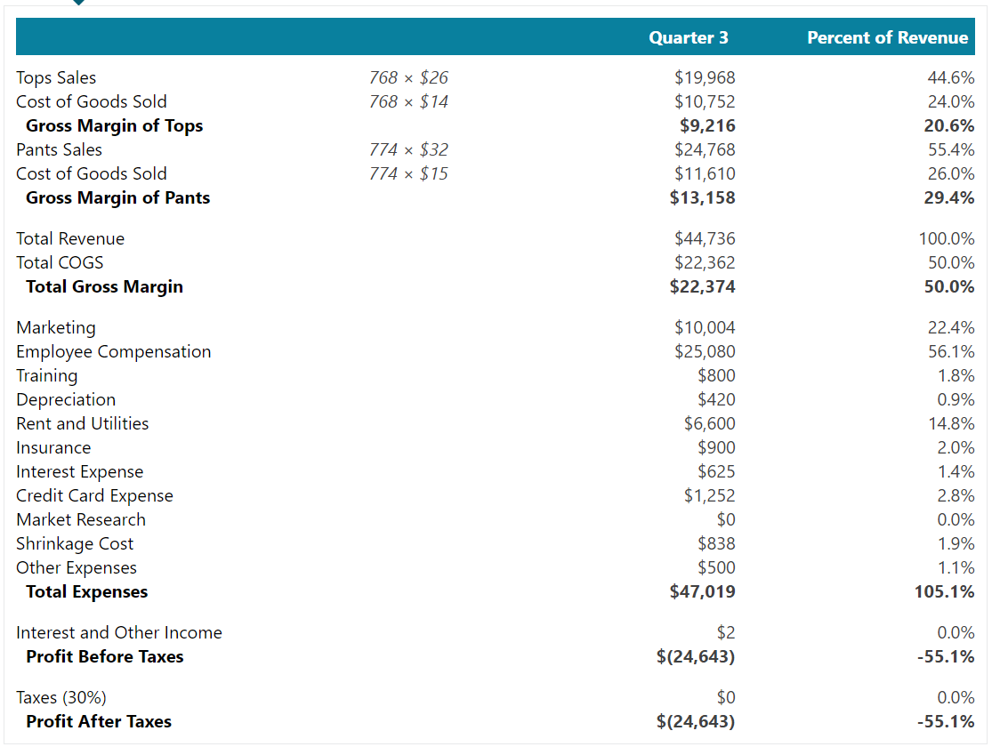 Quarter 3 Percent of Revenue
Tops Sales 768 × $26 $19,968 44.6%
Cost of Goods Sold 768 × $14 $10,752 24.0%
Gross Margin of Tops $9,216 20.6%
Pants Sales 774 × $32 $24,768 55.4%
Cost of Goods Sold 774 × $15 $11,610 26.0%
Gross Margin of Pants $13,158 29.4%
Total Revenue $44,736 100.0%
Total COGS $22,362 50.0%
Total Gross Margin $22,374 50.0%
Marketing $10,004 22.4%
Employee Compensation $25,080 56.1%
Training $800 1.8%
Depreciation $420 0.9%
Rent and Utilities $6,600 14.8%
Insurance $900 2.0%
Interest Expense $625 1.4%
Credit Card Expense $1,252 2.8%
Market Research $0 0.0%
Shrinkage Cost $838 1.9%
Other Expenses $500 1.1%
Total Expenses $47,019 105.1%
Interest and Other Income $2 0.0%
Profit Before Taxes $(24,643) -55.1%
Taxes (30%) $0 0.0%
Profit After Taxes $(24,643) -55.1%